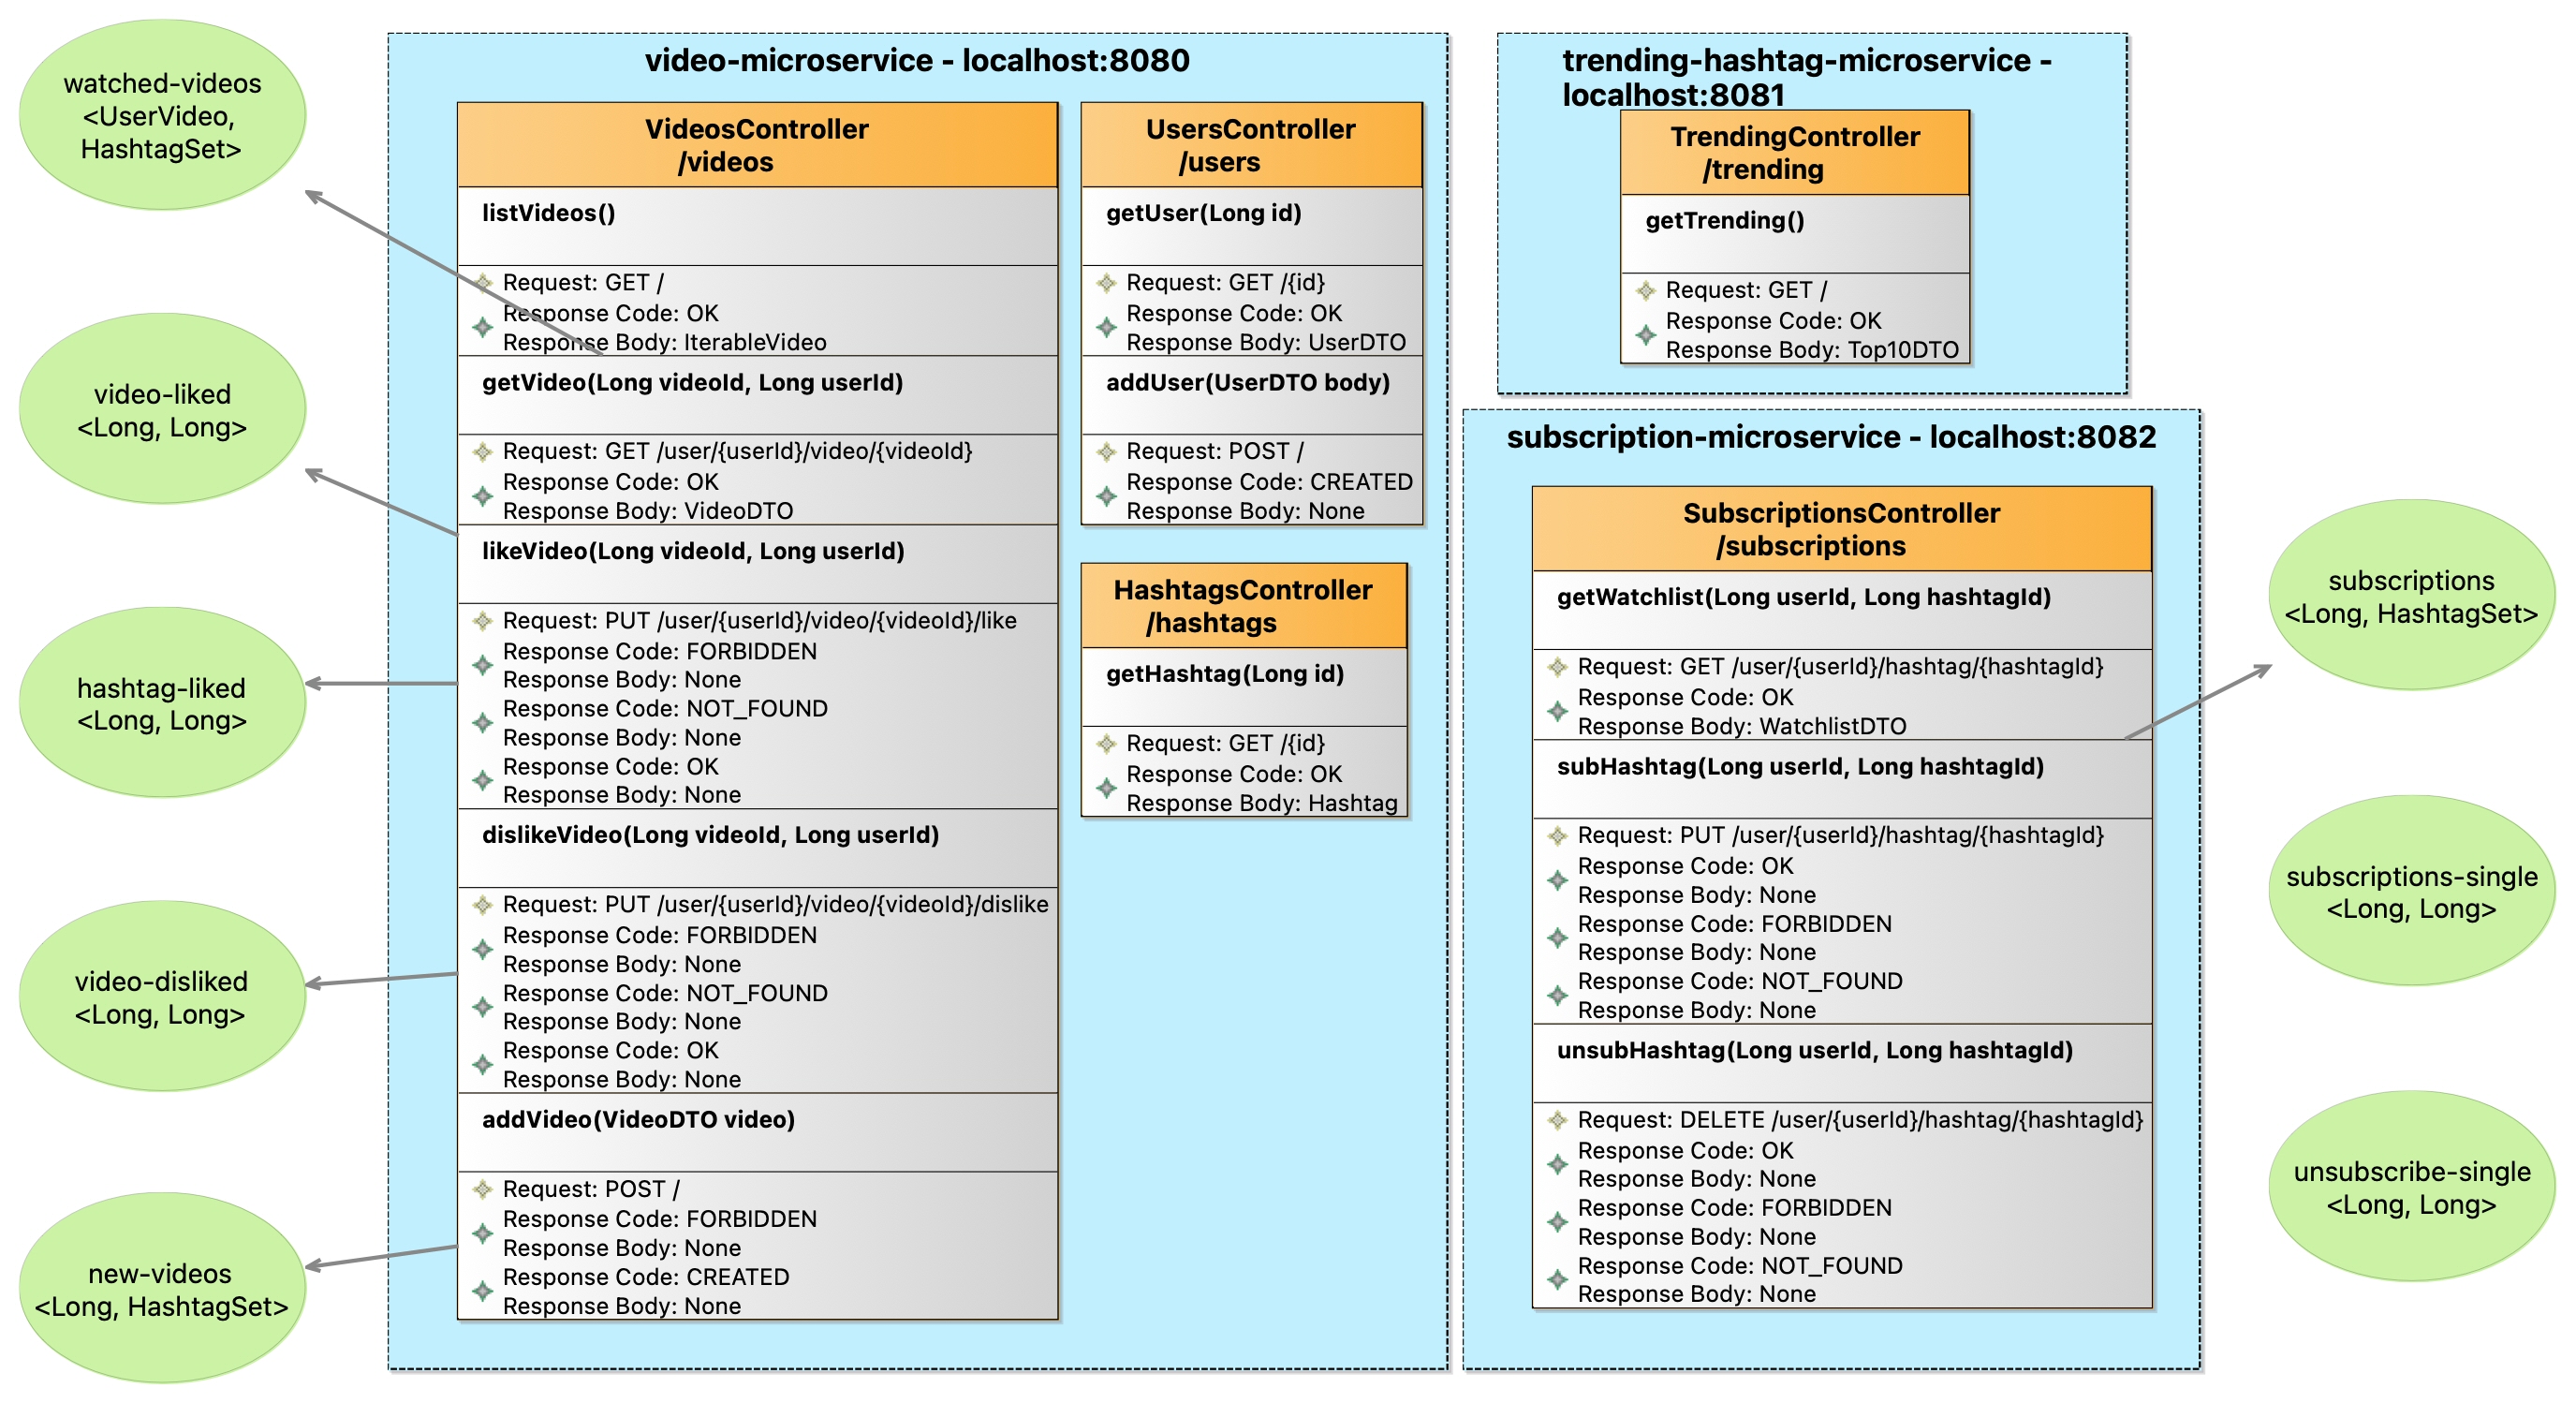 watched-videos
<UserVideo,
HashtagSet>
video-liked
<Long, Long>
hashtag-liked
<Long, Long>
video-disliked
<Long, Long>
new-videos
<Long, HashtagSet>
video-microservice - localhost:8080
VideosController
/videos
listVideos()
Request: GET /
Response Code: OK
Response Body: IterableVideo
getVideo(Long videoId, Long userId)
Request: GET /user/{userId}/video/{videoId}
Response Code: OK
Response Body: VideoDTO
likeVideo(Long videoId, Long userId)
Request: PUT /user/{userId}/video/{videoId}/like
Response Code: FORBIDDEN
Response Body: None
Response Code: NOT_FOUND
Response Body: None
Response Code: OK
Response Body: None
dislikeVideo(Long videoId, Long userId)
Request: PUT /user/{userId}/video/{videoId}/dislike
Response Code: FORBIDDEN
Response Body: None
Response Code: NOT_FOUND
Response Body: None
Response Code: OK
Response Body: None
addVideo(VideoDTO video)
Request: POST /
Response Code: FORBIDDEN
Response Body: None
Response Code: CREATED
Response Body: None
UsersController
/users
getUser(Long id)
Request: GET /{id}
Response Code: OK
Response Body: UserDTO
addUser(UserDTO body)
Request: POST /
Response Code: CREATED
Response Body: None
HashtagsController
/hashtags
getHashtag(Long id)
Request: GET /{id}
Response Code: OK
Response Body: Hashtag
trending-hashtag-microservice -
localhost:8081
TrendingController
/trending
getTrending()
Request: GET /
Response Code: OK
Response Body: Top10DTO
subscription-microservice - localhost:8082
SubscriptionsController
/subscriptions
getWatchlist(Long userId, Long hashtagId)
Request: GET /user/{userId}/hashtag/{hashtagId}
Response Code: OK
Response Body: WatchlistDTO
subHashtag(Long userId, Long hashtagId)
Request: PUT /user/{userId}/hashtag/{hashtagId}
Response Code: OK
Response Body: None
Response Code: FORBIDDEN
Response Body: None
Response Code: NOT_FOUND
Response Body: None
unsubHashtag(Long userId, Long hashtagId)
Request: DELETE /user/{userId}/hashtag/{hashtagId}
Response Code: OK
Response Body: None
Response Code: FORBIDDEN
Response Body: None
Response Code: NOT_FOUND
Response Body: None
subscriptions
<Long, HashtagSet>
subscriptions-single
<Long, Long>
unsubscribe-single
<Long, Long>